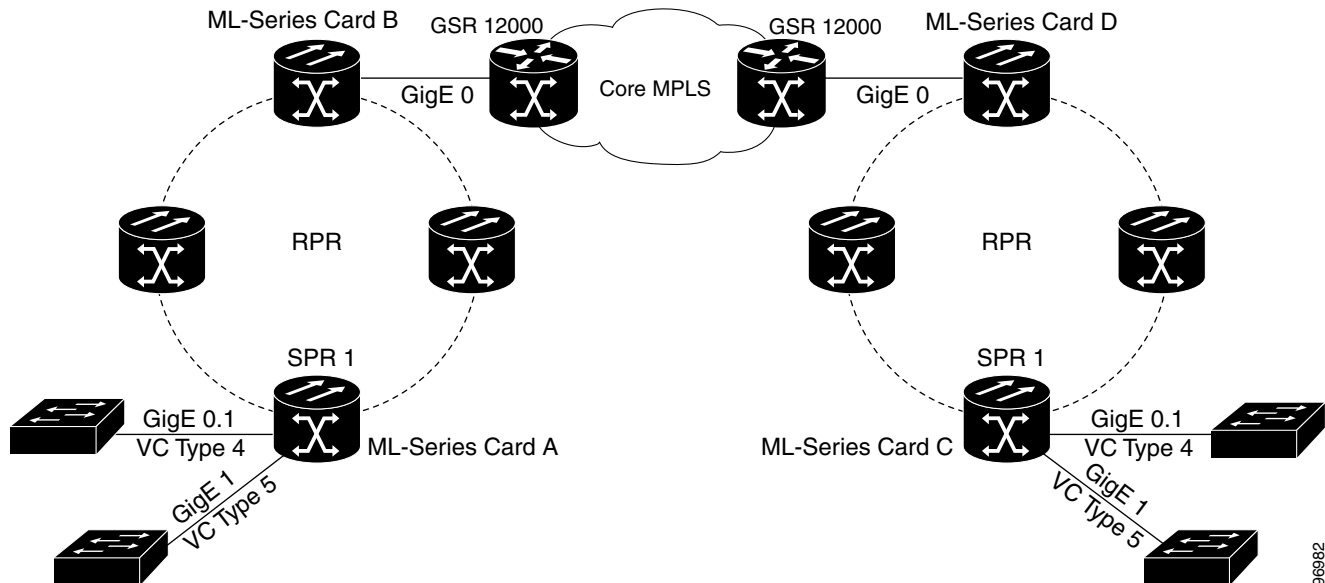 ML-Series Card B
GSR 12000
GSR 12000
ML-Series Card D
GigE 0
Core MPLS
GigE 0
RPR
RPR
SPR 1
SPR 1
GigE 0.1
VC Type 4
ML-Series Card A
ML-Series Card C
GigE 0.1
VC Type 4
GigE 1
VC Type 5
GigE 1
VC Type 5
96982